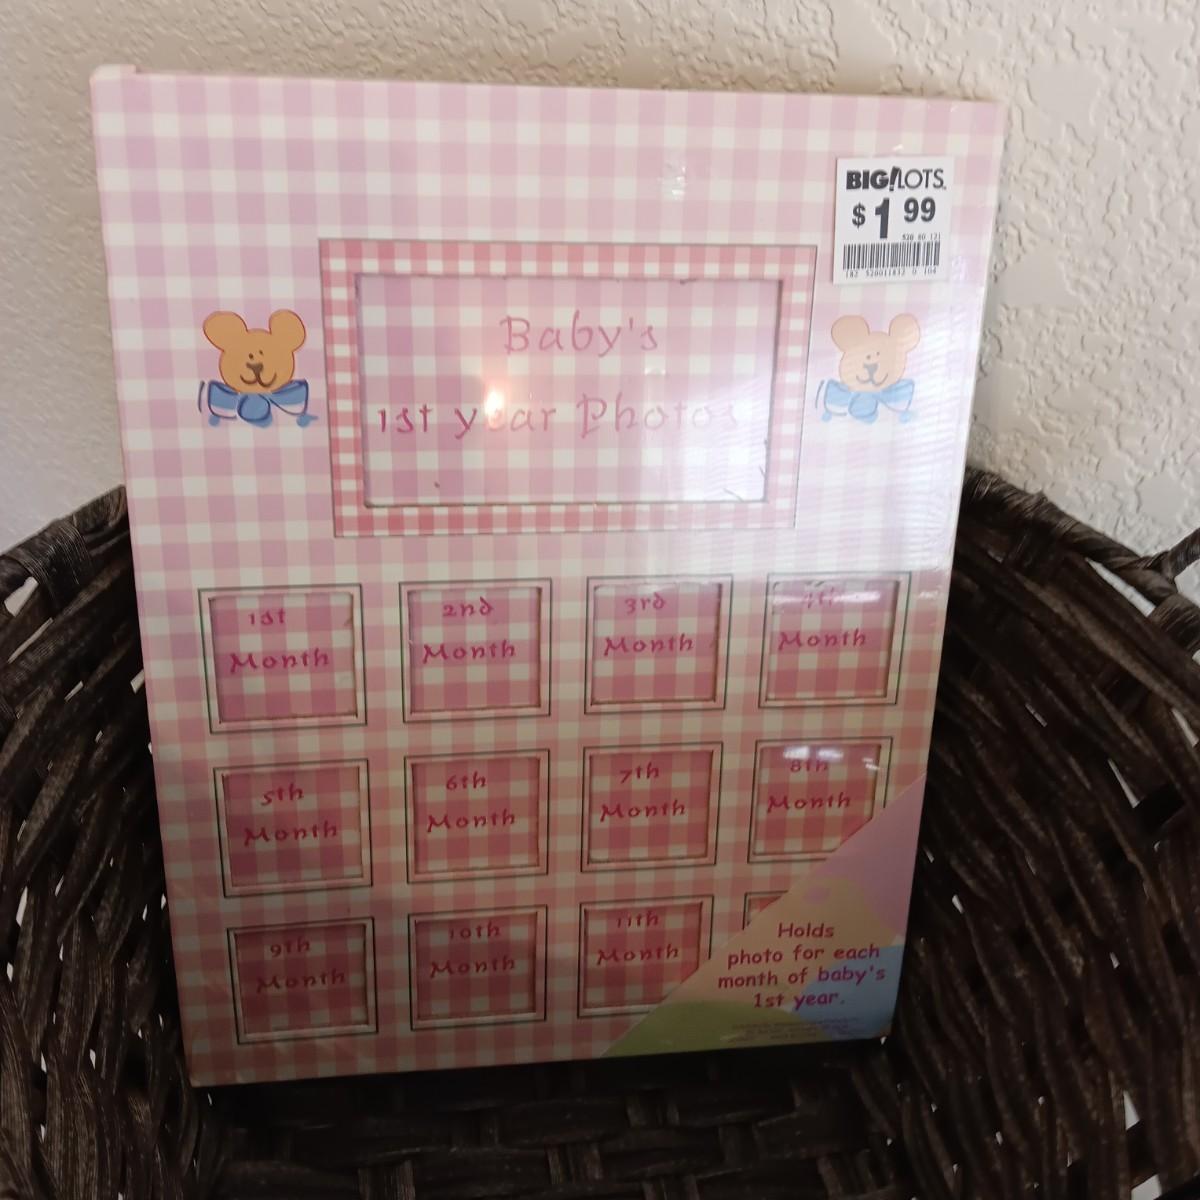 BIG!LOTS.
$1 99
Baby's
1st year Photos
1st
Month
2nd
Month
3rd
Month
4th
Month
5th
Month
6th
Month
7th
Month
8th
Month
9th
Month
10th
Month
11th
Month
Holds
photo for each
month of baby's
1st year.